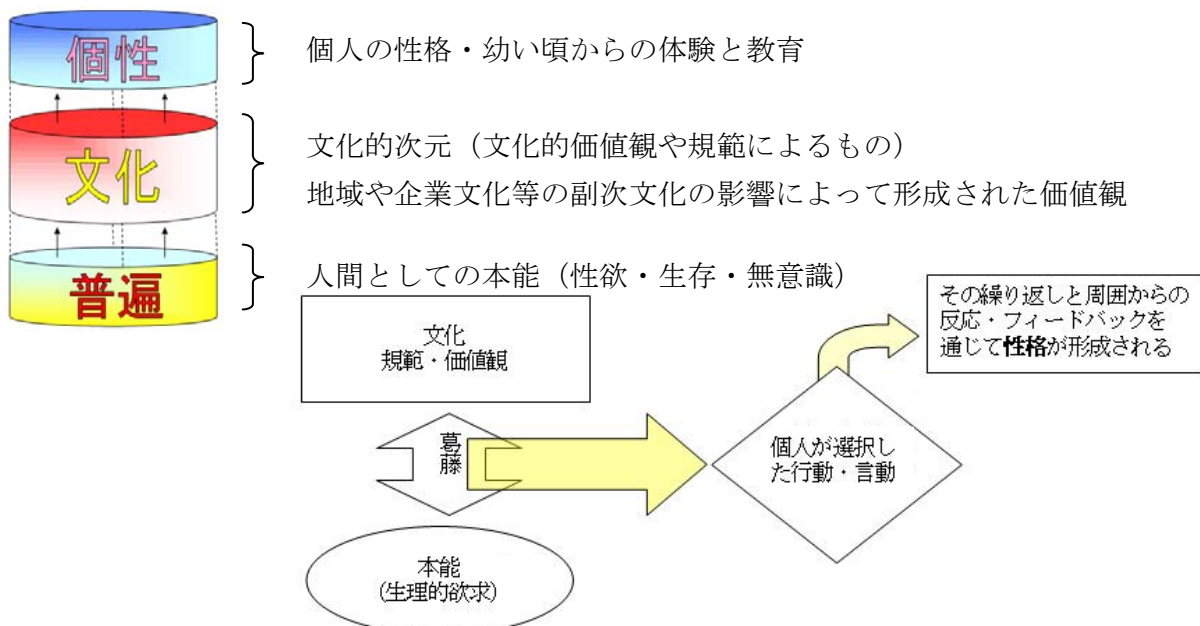 個性
個人の性格・幼い頃からの体験と教育
文化
文化的次元（文化的価値観や規範によるもの）
地域や企業文化等の副次文化の影響によって形成された価値観
普遍
人間としての本能（性欲・生存・無意識）
文化
規範・価値観
葛藤
本能
(生理的欲求)
個人が選択し
た行動・言動
その繰り返しと周囲からの
反応・フィードバックを
通じて性格が形成される